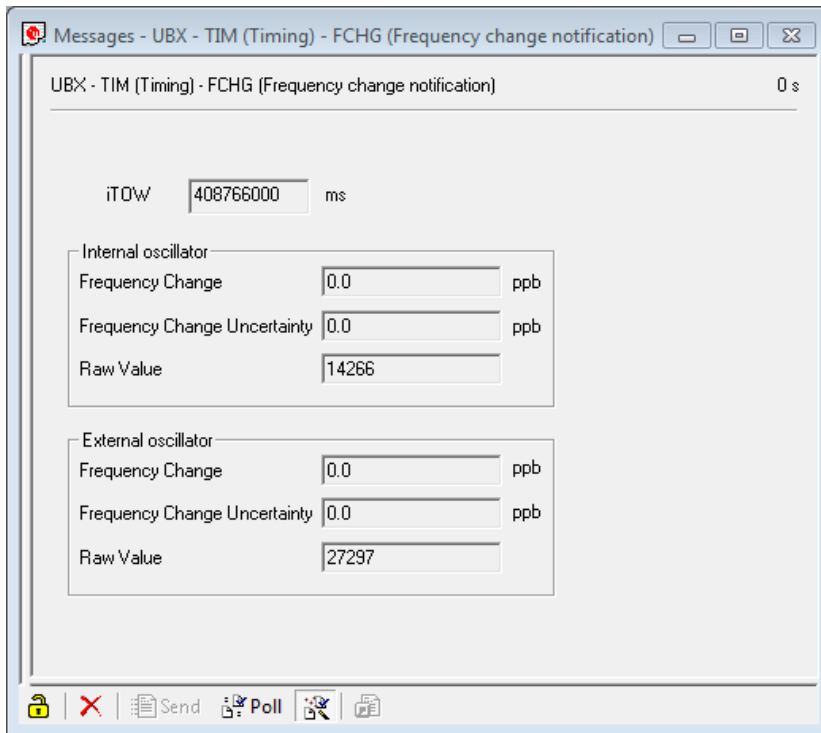 Messages - UBX - TIM (Timing) - FCHG (Frequency change notification)
UBX - TIM (Timing) - FCHG (Frequency change notification) 0 s
iTOW 408766000 ms
Internal oscillator
Frequency Change 0.0 ppb
Frequency Change Uncertainty 0.0 ppb
Raw Value 14266
External oscillator
Frequency Change 0.0 ppb
Frequency Change Uncertainty 0.0 ppb
Raw Value 27297
Send Poll